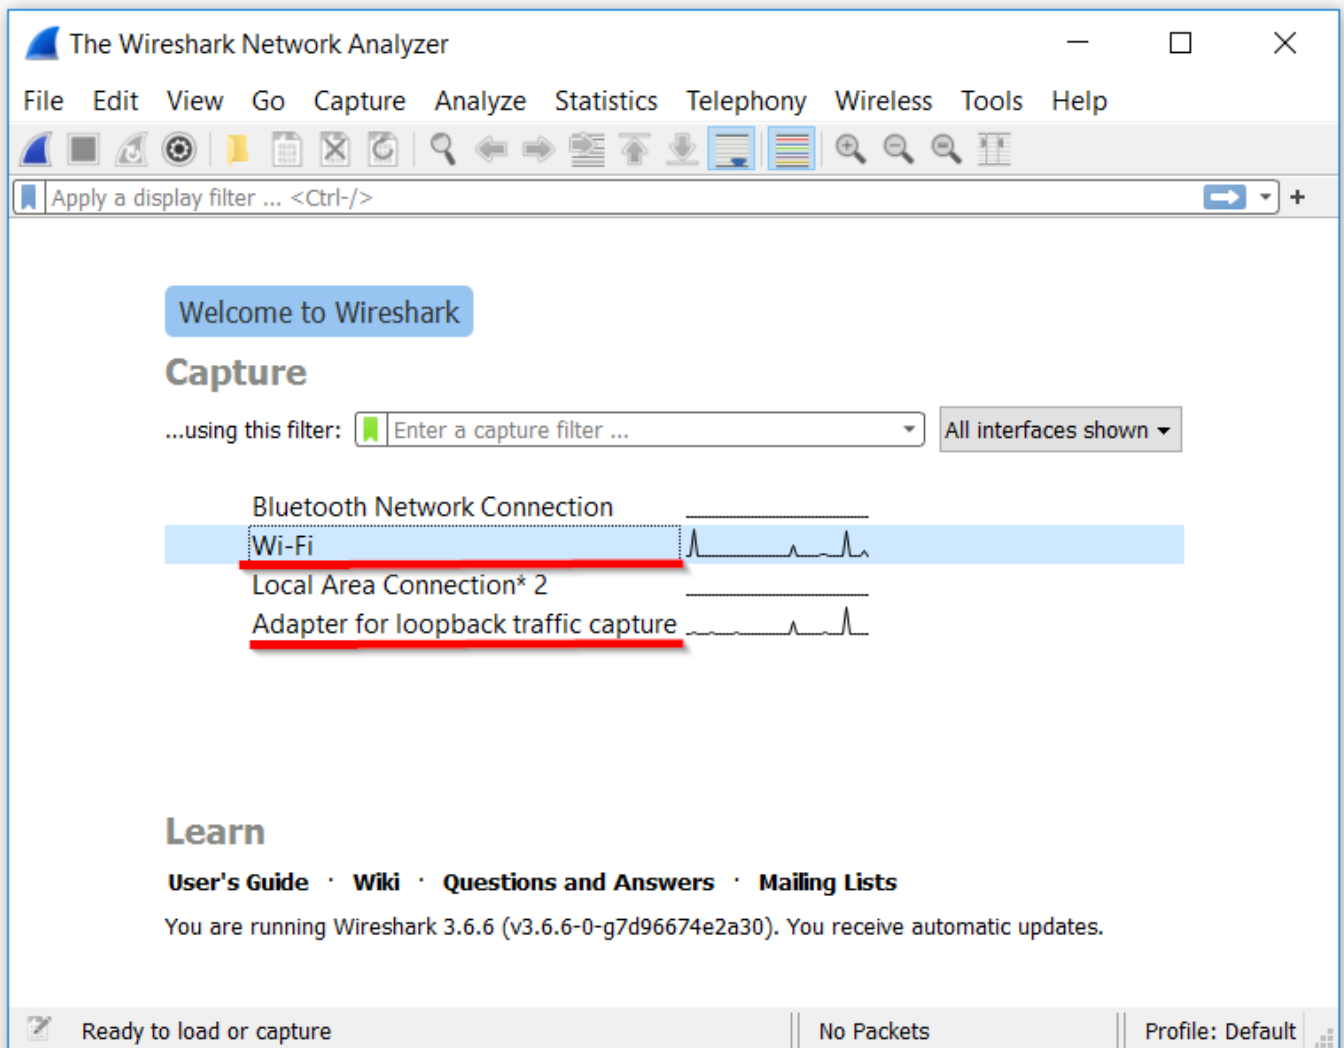 The Wireshark Network Analyzer
File Edit View Go Capture Analyze Statistics Telephony Wireless Tools Help
Apply a display filter ... <Ctrl-/>
+
Welcome to Wireshark
Capture
...using this filter: Enter a capture filter ... All interfaces shown
Bluetooth Network Connection
Wi-Fi
Local Area Connection* 2
Adapter for loopback traffic capture
Learn
User's Guide · Wiki · Questions and Answers · Mailing Lists
You are running Wireshark 3.6.6 (v3.6.6-0-g7d96674e2a30). You receive automatic updates.
Ready to load or capture No Packets Profile: Default